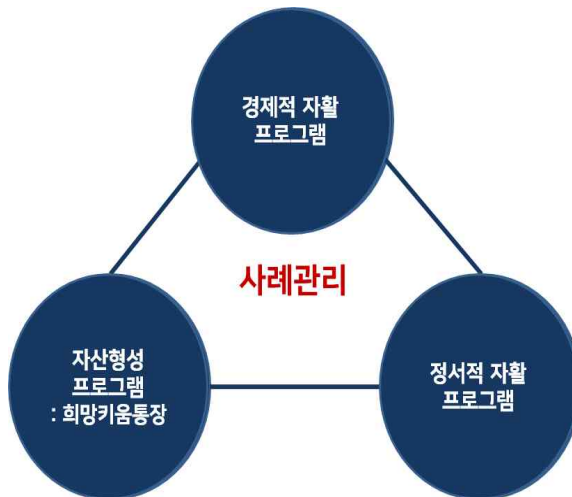 경제적 자활
프로그램
사례관리
자산형성
프로그램
: 희망키움통장
정서적 자활
프로그램